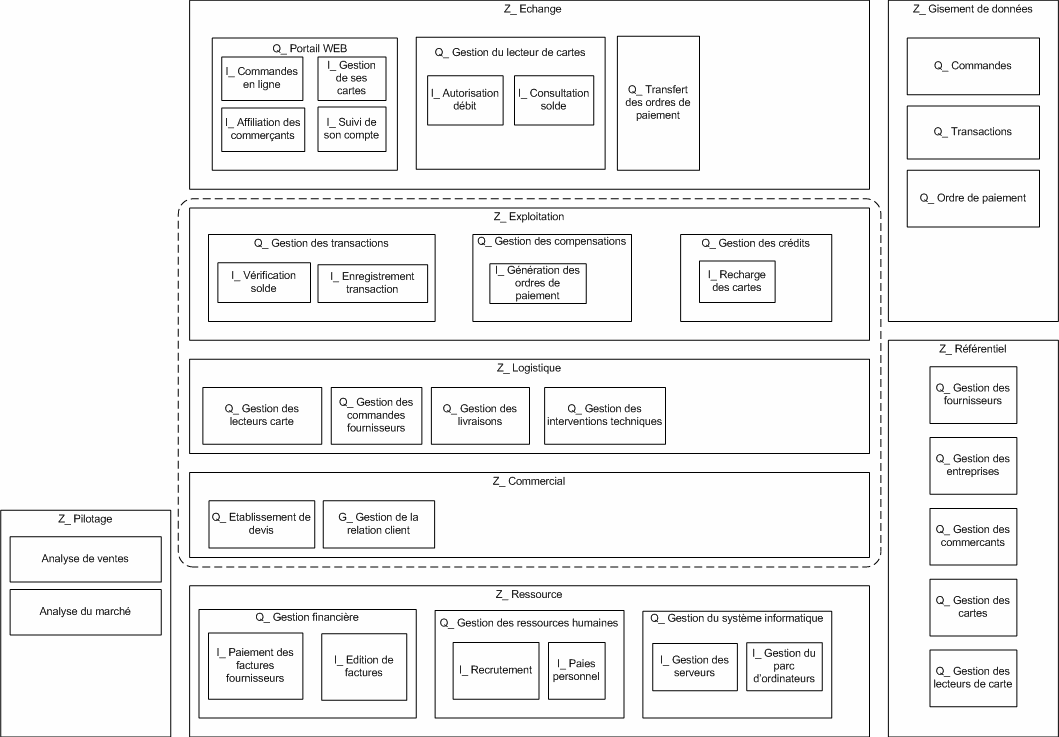 Z_ Echange
Q_ Portail WEB
I_ Commandes
en ligne
I_ Gestion
de ses
cartes
I_ Affiliation des
commerçants
I_ Suivi de
son compte
Q_ Gestion du lecteur de cartes
I_ Autorisation
débit
I_ Consultation
solde
Q_ Transfert
des ordres de
paiement
Z_ Gisement de données
Q_ Commandes
Q_ Transactions
Q_ Ordre de paiement
Z_ Exploitation
Q_ Gestion des transactions
I_ Vérification
solde
I_ Enregistrement
transaction
Q_ Gestion des compensations
I_ Génération des
ordres de
paiement
Q_ Gestion des crédits
I_ Recharge
des cartes
Z_ Logistique
Q_ Gestion des
lecteurs carte
Q_ Gestion des
commandes
fournisseurs
Q_ Gestion des
livraisons
Q_ Gestion des
interventions techniques
Z_ Référentiel
Q_ Gestion des
fournisseurs
Q_ Gestion des
entreprises
Q_ Gestion des
commercants
Q_ Gestion des
cartes
Q_ Gestion des
lecteurs de carte
Z_ Commercial
Q_ Etablissement de
devis
G_ Gestion de la
relation client
Z_ Pilotage
Analyse de ventes
Analyse du marché
Z_ Ressource
Q_ Gestion financière
I_ Paiement des
factures
fournisseurs
I_ Edition de
factures
Q_ Gestion des ressources humaines
I_ Recrutement
I_ Paies
personnel
Q_ Gestion du système informatique
I_ Gestion des
serveurs
I_ Gestion du
parc
d'ordinateurs